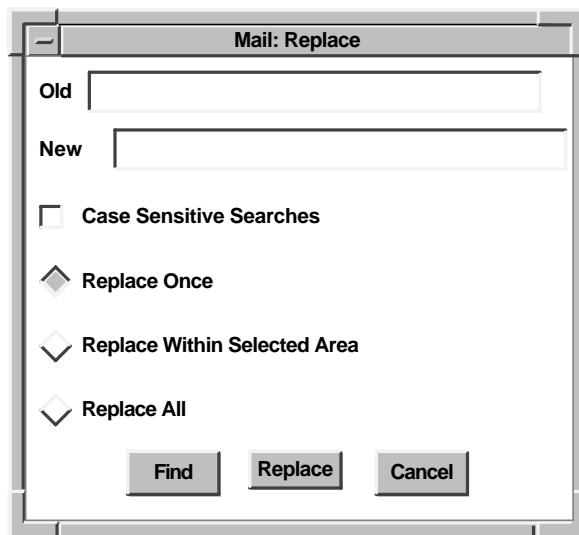 Mail: Replace
Old
New
Case Sensitive Searches
Replace Once
Replace Within Selected Area
Replace All
Find Replace Cancel